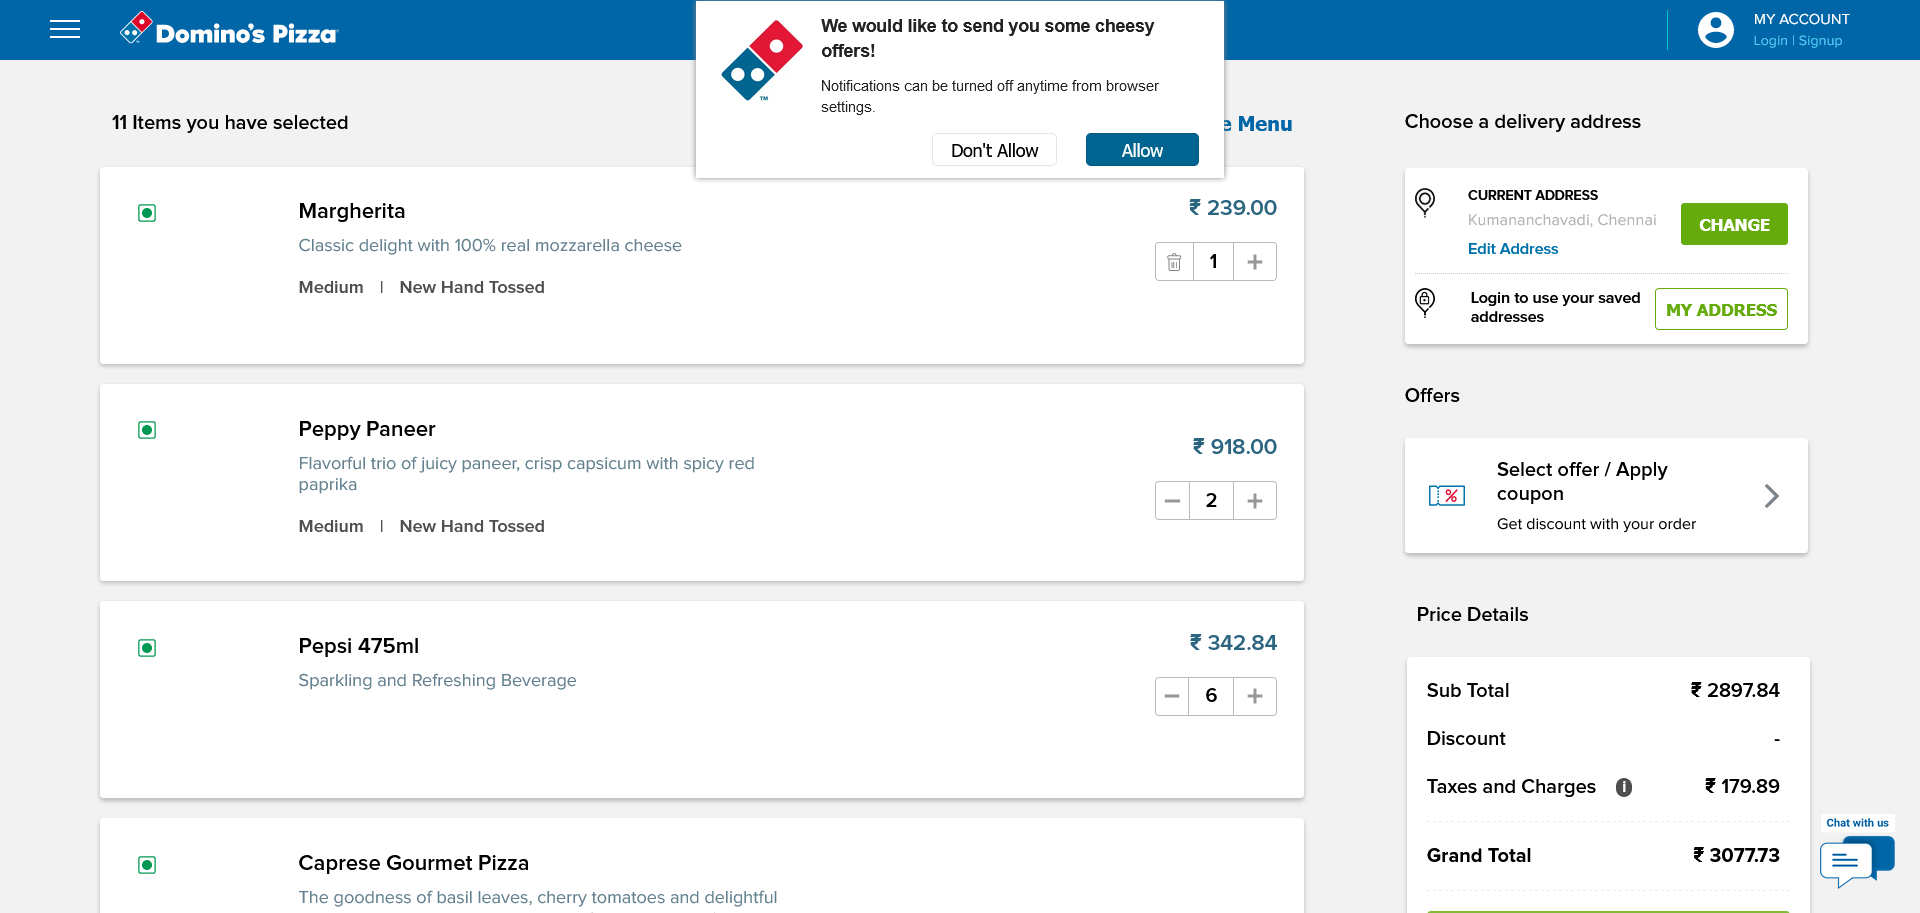 Domino's Pizza
We would like to send you some cheesy
offers!
Notifications can be turned off anytime from browser
settings.
Don't Allow
Allow
MY ACCOUNT
Login | Signup
11 Items you have selected
Menu
Margherita
Classic delight with 100% real mozzarella cheese
Medium | New Hand Tossed
₹ 239.00
1
Peppy Paneer
Flavorful trio of juicy paneer, crisp capsicum with spicy red
paprika
Medium | New Hand Tossed
₹ 918.00
2
Pepsi 475ml
Sparkling and Refreshing Beverage
₹ 342.84
6
Caprese Gourmet Pizza
The goodness of basil leaves, cherry tomatoes and delightful
Choose a delivery address
CURRENT ADDRESS
Kumananchavadi, Chennai
Edit Address
CHANGE
Login to use your saved
addresses
MY ADDRESS
Offers
Select offer / Apply
coupon
Get discount with your order
Price Details
Sub Total ₹ 2897.84
Discount -
Taxes and Charges ₹ 179.89
Grand Total ₹ 3077.73
Chat with us